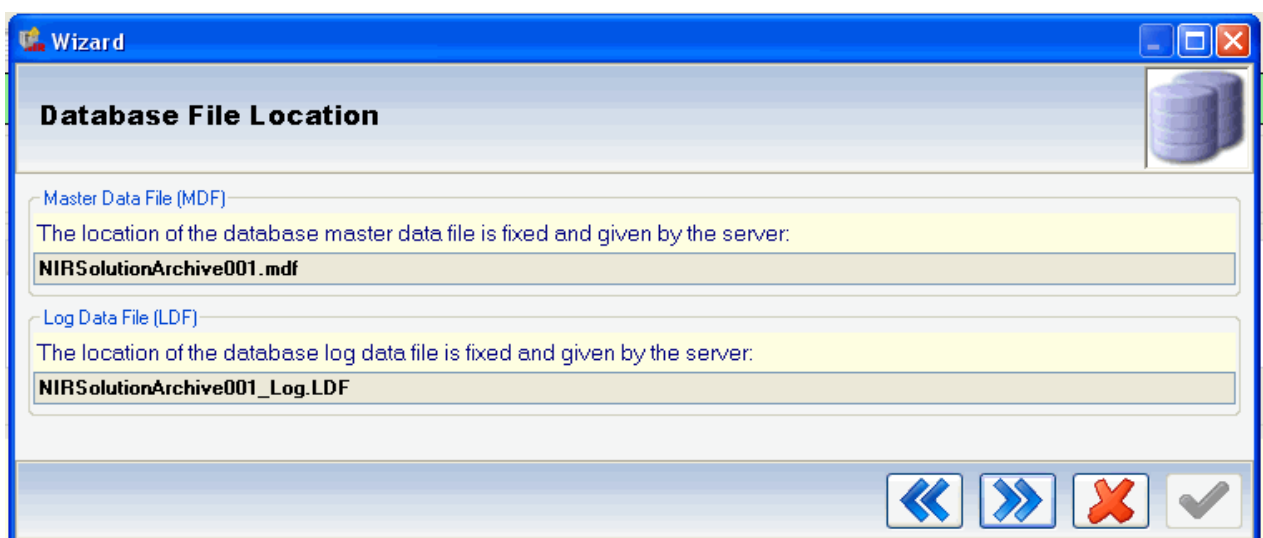 Wizard
Database File Location
Master Data File (MDF)
The location of the database master data file is fixed and given by the server:
NIRSolutionArchive001.mdf
Log Data File (LDF)
The location of the database log data file is fixed and given by the server:
NIRSolutionArchive001_Log.LDF